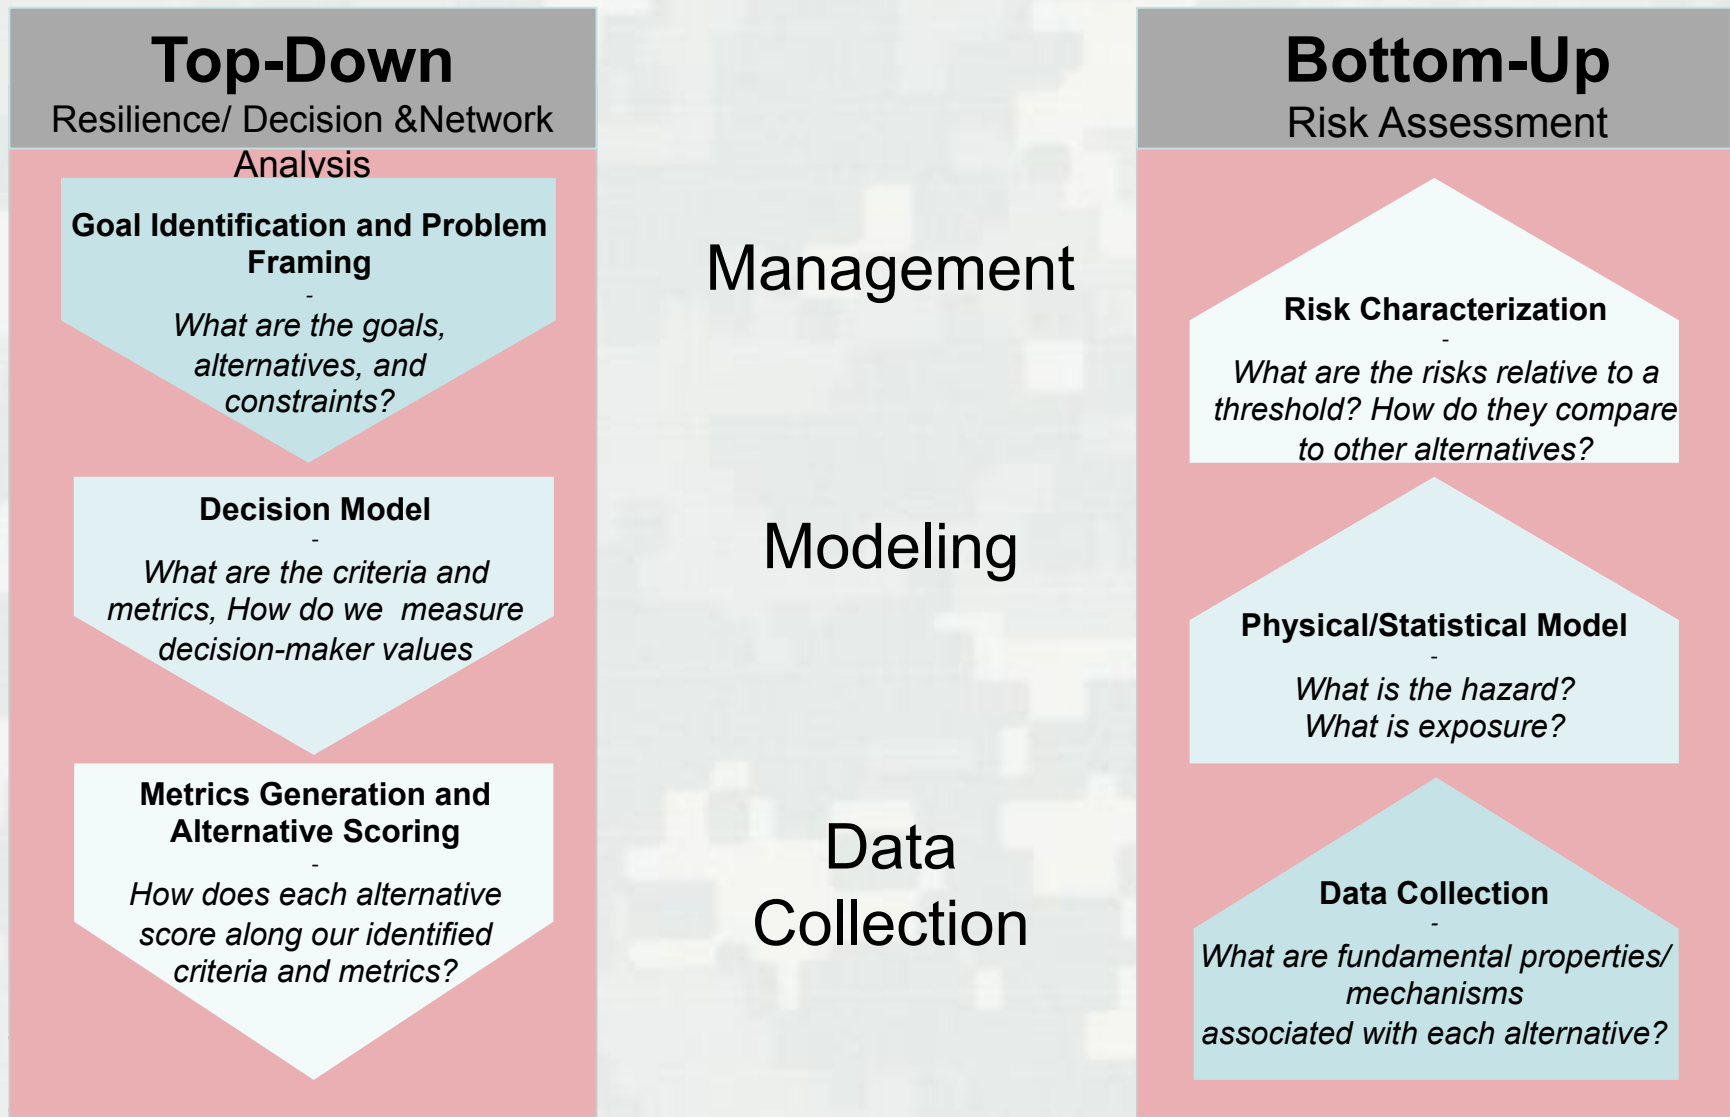 Top-Down
Resilience/ Decision &Network
Analysis
Goal Identification and Problem
Framing
-
What are the goals,
alternatives, and
constraints?
Decision Model
-
What are the criteria and
metrics, How do we  measure
decision-maker values
Metrics Generation and
Alternative Scoring
-
How does each alternative
score along our identified
criteria and metrics?
Management
Modeling
Data
Collection
Bottom-Up
Risk Assessment
Risk Characterization
-
What are the risks relative to a
threshold? How do they compare
to other alternatives?
Physical/Statistical Model
-
What is the hazard?
What is exposure?
Data Collection
-
What are fundamental properties/
mechanisms
associated with each alternative?